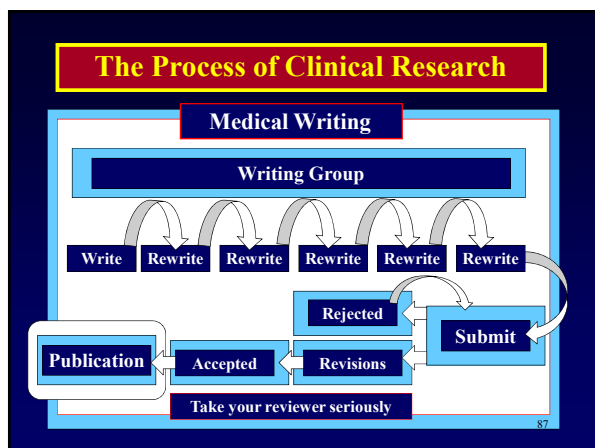 The Process of Clinical Research
Medical Writing
Writing Group
Write Rewrite Rewrite Rewrite Rewrite Rewrite
Rejected
Submit
Publication Accepted Revisions
Take your reviewer seriously
87